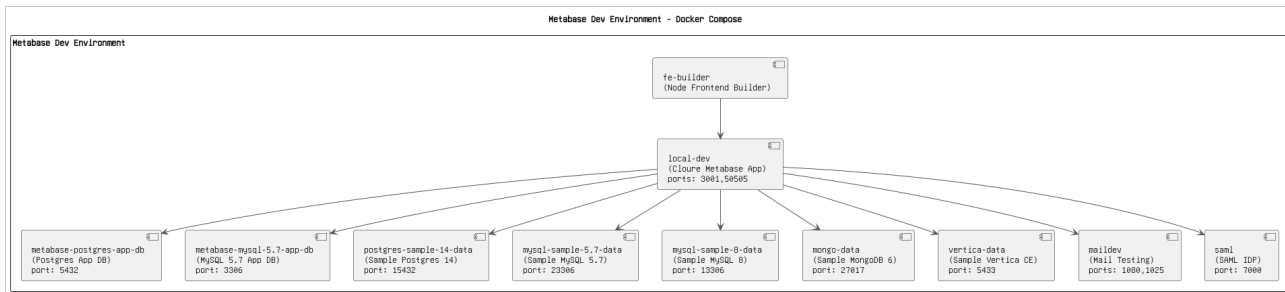 Metabase Dev Environment - Docker Compose
Metabase Dev Environment
fe-builder
(Node Frontend Builder)
local-dev
(Cloure Metabase App)
ports: 3001,50505
metabase-postgres-app-db
(Postgres App DB)
port: 5432
metabase-mysql-5.7-app-db
(MySQL 5.7 App DB)
port: 3306
postgres-sample-14-data
(Sample Postgres 14)
port: 15432
mysql-sample-5.7-data
(Sample MySQL 5.7)
port: 23306
mysql-sample-8-data
(Sample MySQL 8)
port: 13306
mongo-data
(Sample MongoDB 6)
port: 27017
vertica-data
(Sample Vertica CE)
port: 5433
maildev
(Mail Testing)
ports: 1080,1025
saml
(SAML IDP)
port: 7000